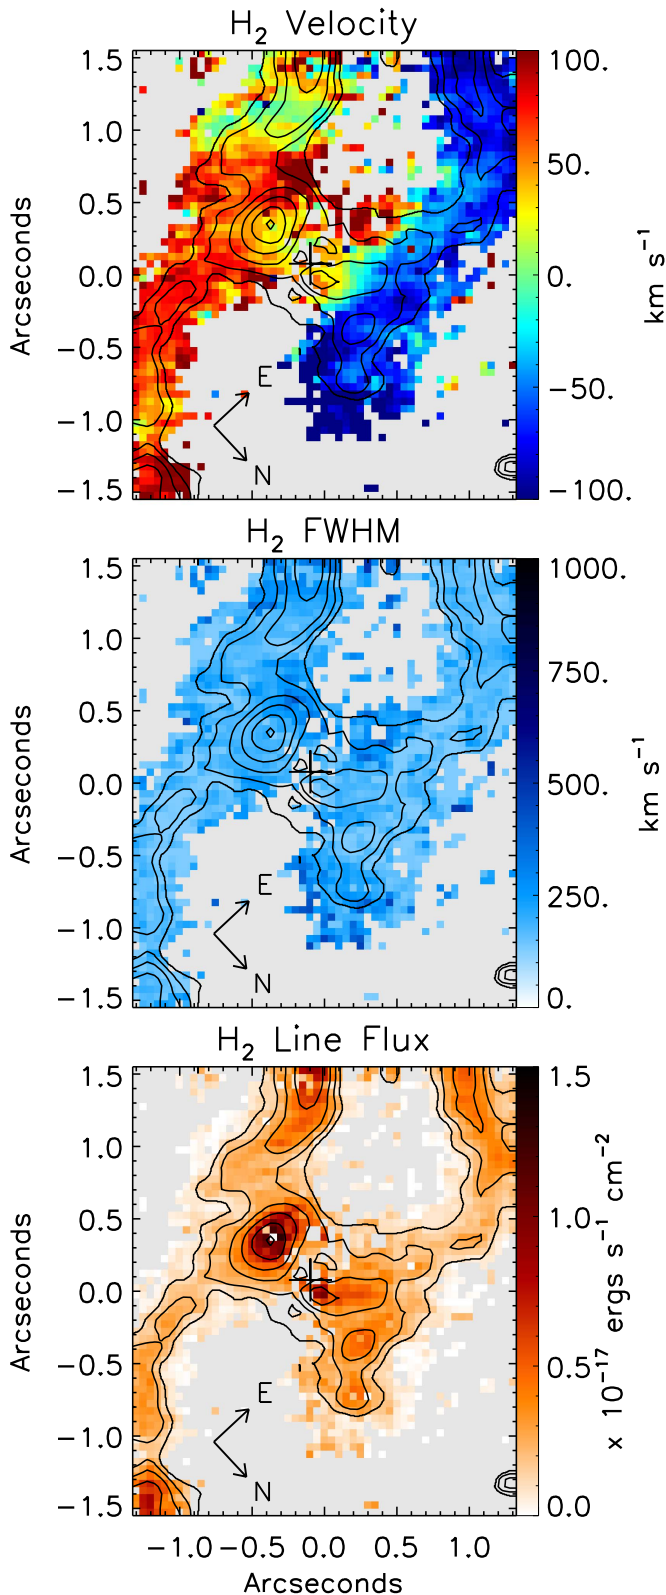 H₂ Velocity
1.5
1.0
0.5
0.0
−0.5
−1.0
−1.5
Arcseconds
E
N
100.
50.
0.
−50.
−100.
km s⁻¹
H₂ FWHM
1.5
1.0
0.5
0.0
−0.5
−1.0
−1.5
Arcseconds
E
N
1000.
750.
500.
250.
0.
km s⁻¹
H₂ Line Flux
1.5
1.0
0.5
0.0
−0.5
−1.0
−1.5
Arcseconds
E
N
1.5
1.0
0.5
0.0
x 10⁻¹⁷ ergs s⁻¹ cm⁻²
−1.0 −0.5 0.0 0.5 1.0
Arcseconds